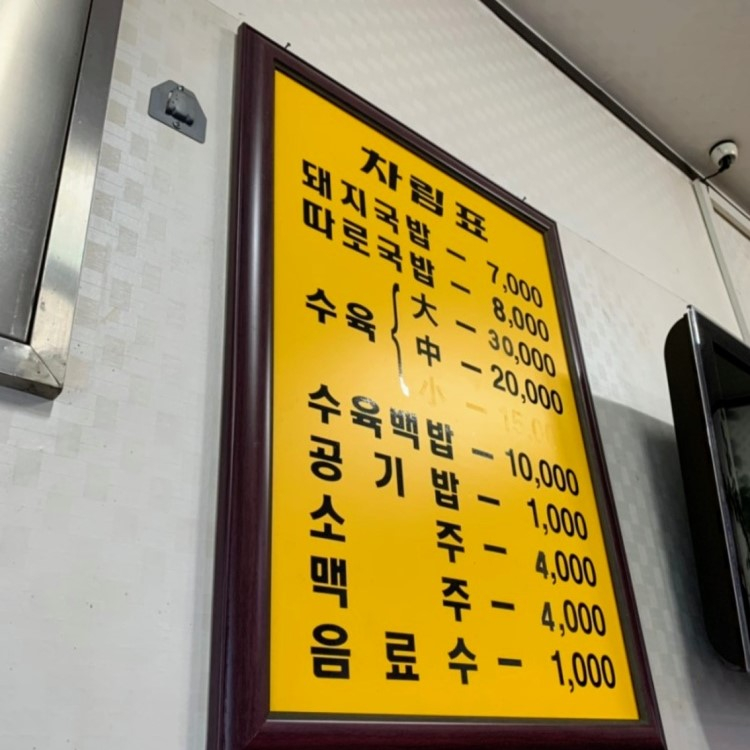 차림표
돼지국밥 - 7,000
따로국밥 - 8,000
수육 { 大 - 30,000
中 - 20,000
小 -
수육백밥 - 10,000
공기밥 - 1,000
소주 - 4,000
맥주 - 4,000
음료수 - 1,000